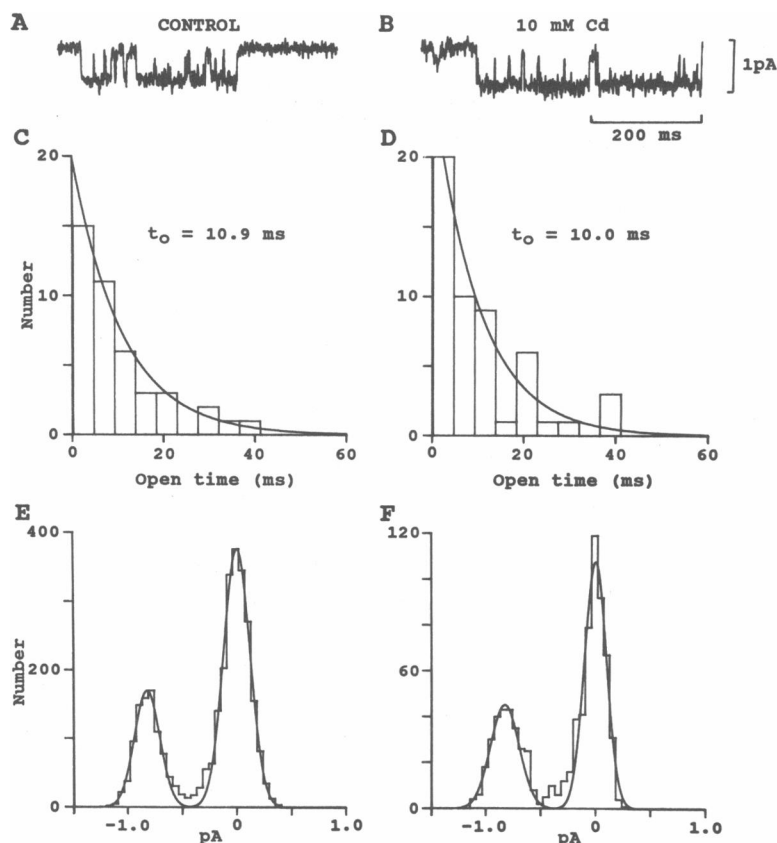 A CONTROL
B 10 mM Cd
1pA
200 ms
C
20
10
0
Number
t₀ = 10.9 ms
0 20 40 60
Open time (ms)
D
20
10
0
t₀ = 10.0 ms
0 20 40 60
Open time (ms)
E
400
200
0
Number
-1.0 0 1.0
pA
F
120
60
0
-1.0 0 1.0
pA